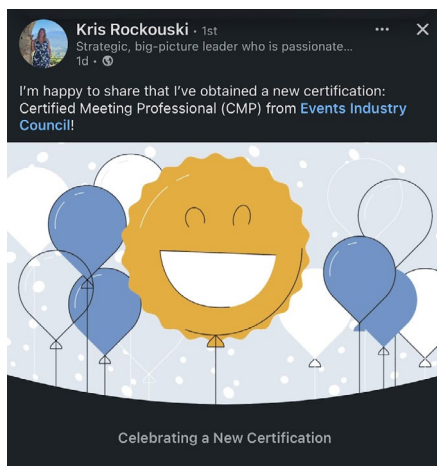 Kris Rockouski · 1st
Strategic, big-picture leader who is passionate...
1d ·
I'm happy to share that I've obtained a new certification:
Certified Meeting Professional (CMP) from Events Industry
Council!
Celebrating a New Certification